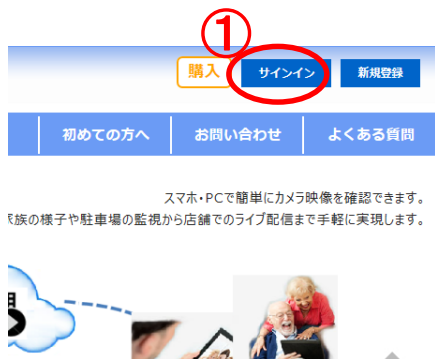 ①
購入 サインイン 新規登録
初めての方へ お問い合わせ よくある質問
スマホ・PCで簡単にカメラ映像を確認できます。
族の様子や駐車場の監視から店舗でのライブ配信まで手軽に実現します。